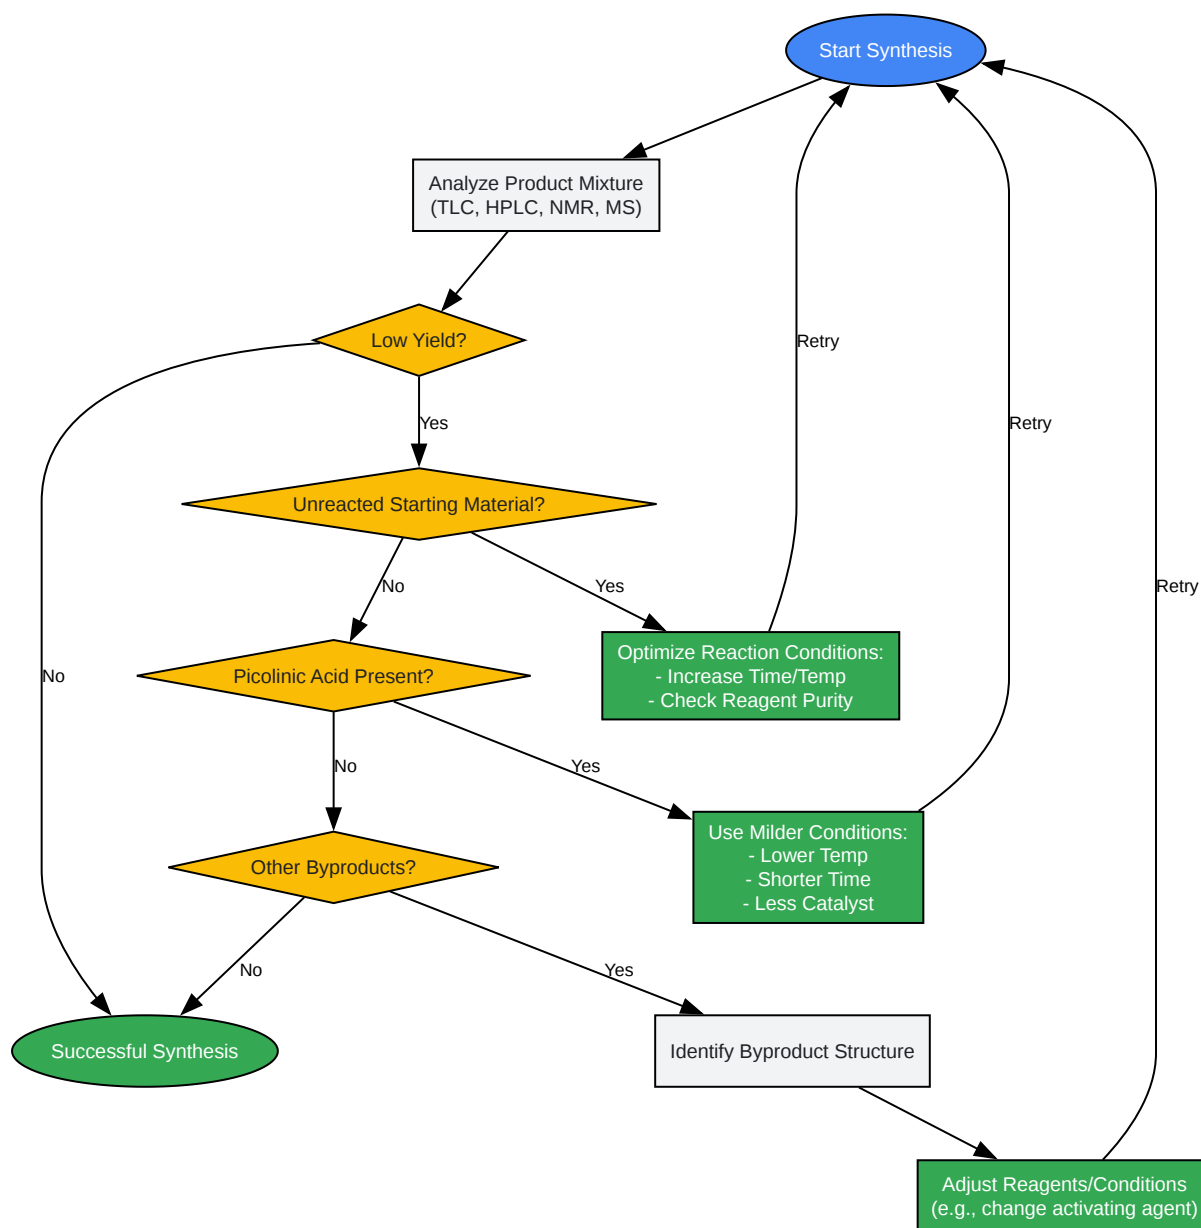 Start Synthesis
Analyze Product Mixture
(TLC, HPLC, NMR, MS)
Low Yield?
Retry
Yes
Retry
Unreacted Starting Material?
No
Yes
Retry
Optimize Reaction Conditions:
- Increase Time/Temp
- Check Reagent Purity
No
Picolinic Acid Present?
No
Yes
Use Milder Conditions:
- Lower Temp
- Shorter Time
- Less Catalyst
Other Byproducts?
No
Yes
Successful Synthesis
Identify Byproduct Structure
Adjust Reagents/Conditions
(e.g., change activating agent)